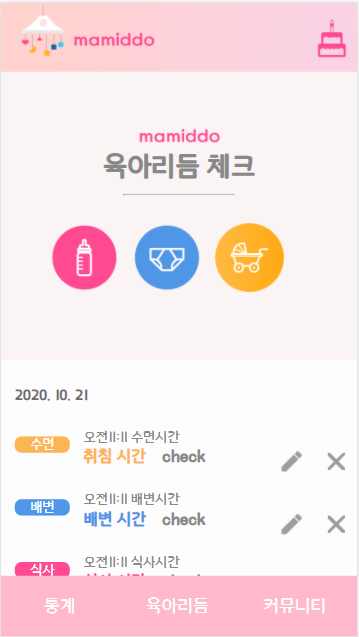 mamiddo
mamiddo
육아리듬 체크
2020. 10. 21
수면
오전11:11 수면시간
취침 시간 check
배변
오전11:11 배변시간
배변 시간 check
식사
오전11:11 식사시간
통계 육아리듬 커뮤니티